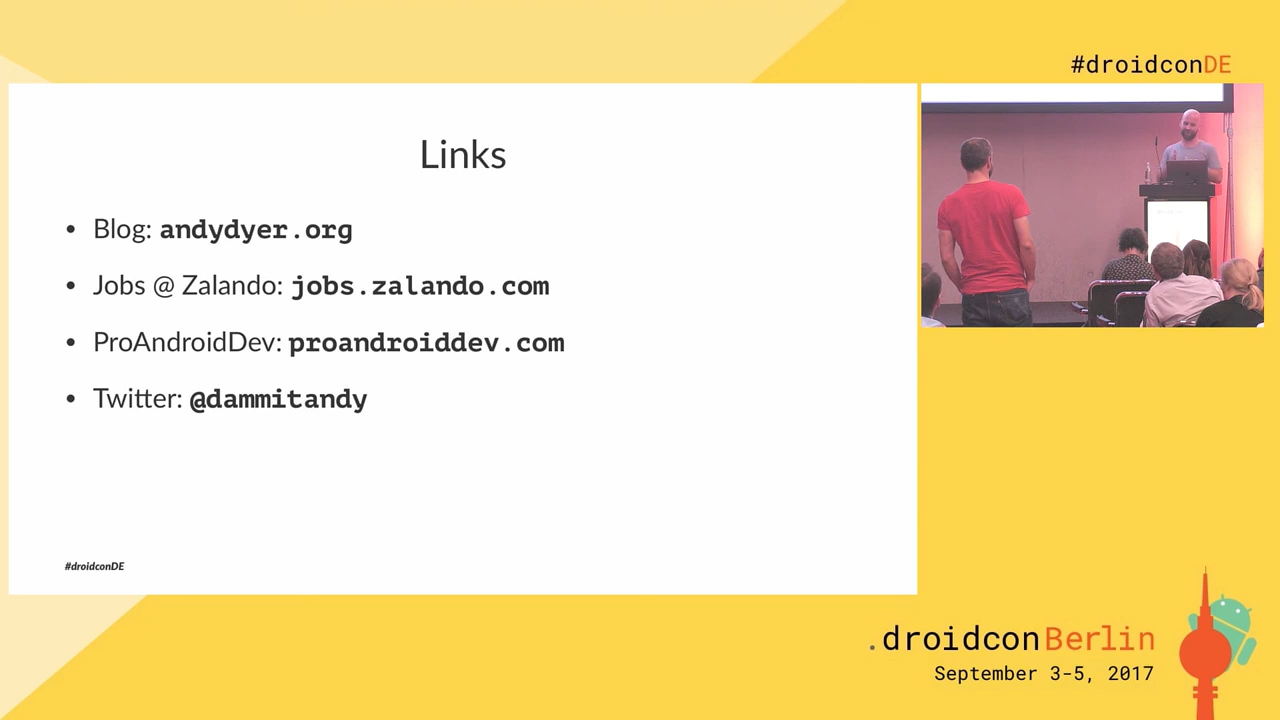 #droidconDE
Links
• Blog: andydyer.org
• Jobs @ Zalando: jobs.zalando.com
• ProAndroidDev: proandroiddev.com
• Twitter: @dammitandy
#droidconDE
.droidconBerlin
September 3-5, 2017